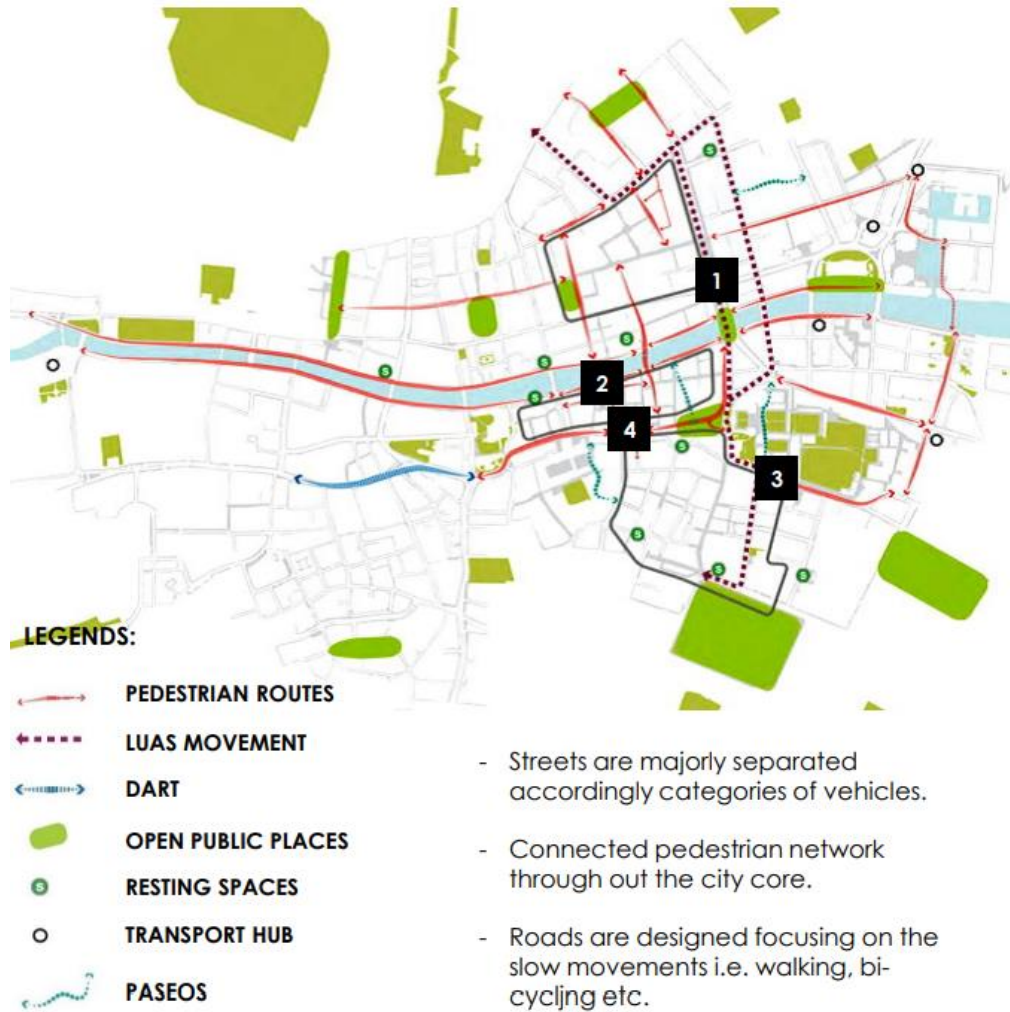 1
2
4
3
S
S
S
S
S
S
S
S
S
LEGENDS:
PEDESTRIAN ROUTES
LUAS MOVEMENT
DART
OPEN PUBLIC PLACES
S RESTING SPACES
TRANSPORT HUB
PASEOS
- Streets are majorly separated
accordingly categories of vehicles.
- Connected pedestrian network
through out the city core.
- Roads are designed focusing on the
slow movements i.e. walking, bi-
cycljng etc.